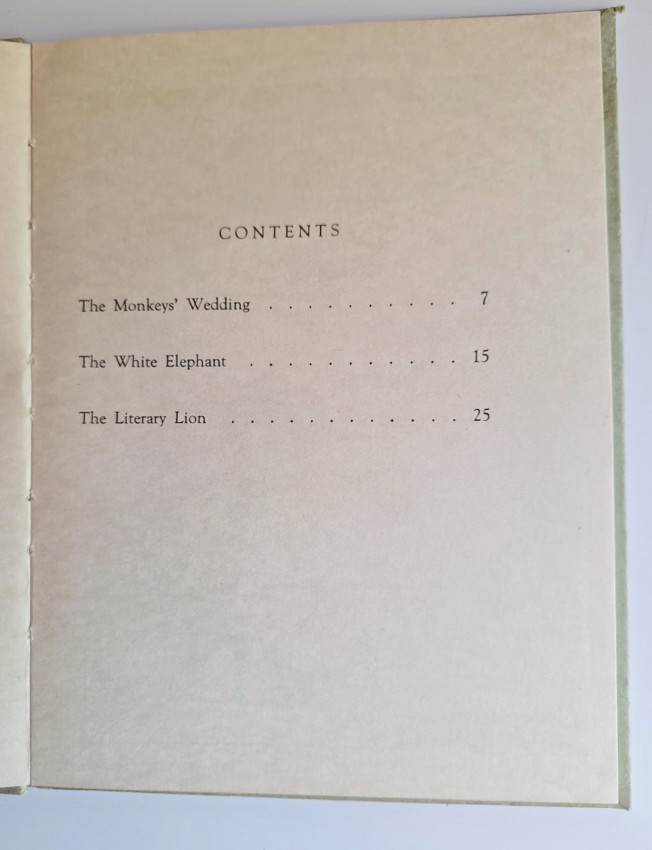 CONTENTS
The Monkeys' Wedding . . . . . . . . . . 7
The White Elephant . . . . . . . . . . . 15
The Literary Lion . . . . . . . . . . . . 25